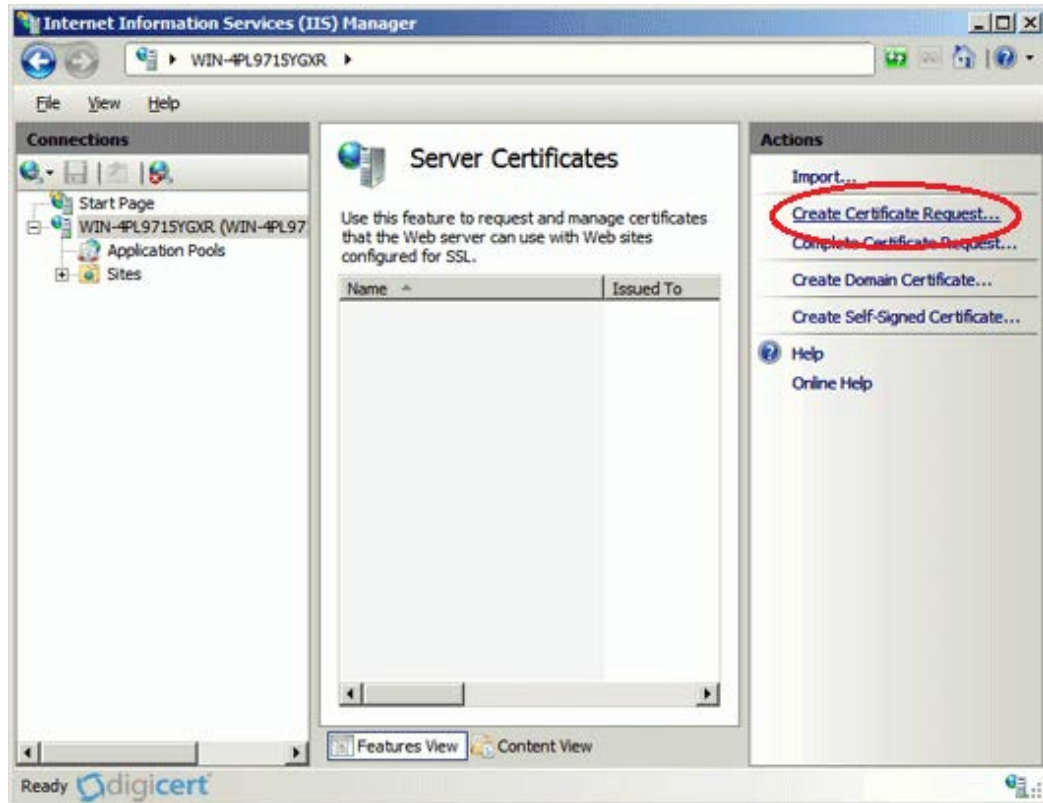 Internet Information Services (IIS) Manager
WIN-4PL9715YGXR
File View Help
Connections
Start Page
WIN-4PL9715YGXR (WIN-4PL97
Application Pools
Sites
Server Certificates
Use this feature to request and manage certificates
that the Web server can use with Web sites
configured for SSL.
Name Issued To
Features View Content View
Actions
Import...
Create Certificate Request...
Complete Certificate Request...
Create Domain Certificate...
Create Self-Signed Certificate...
Help
Online Help
Ready digicert